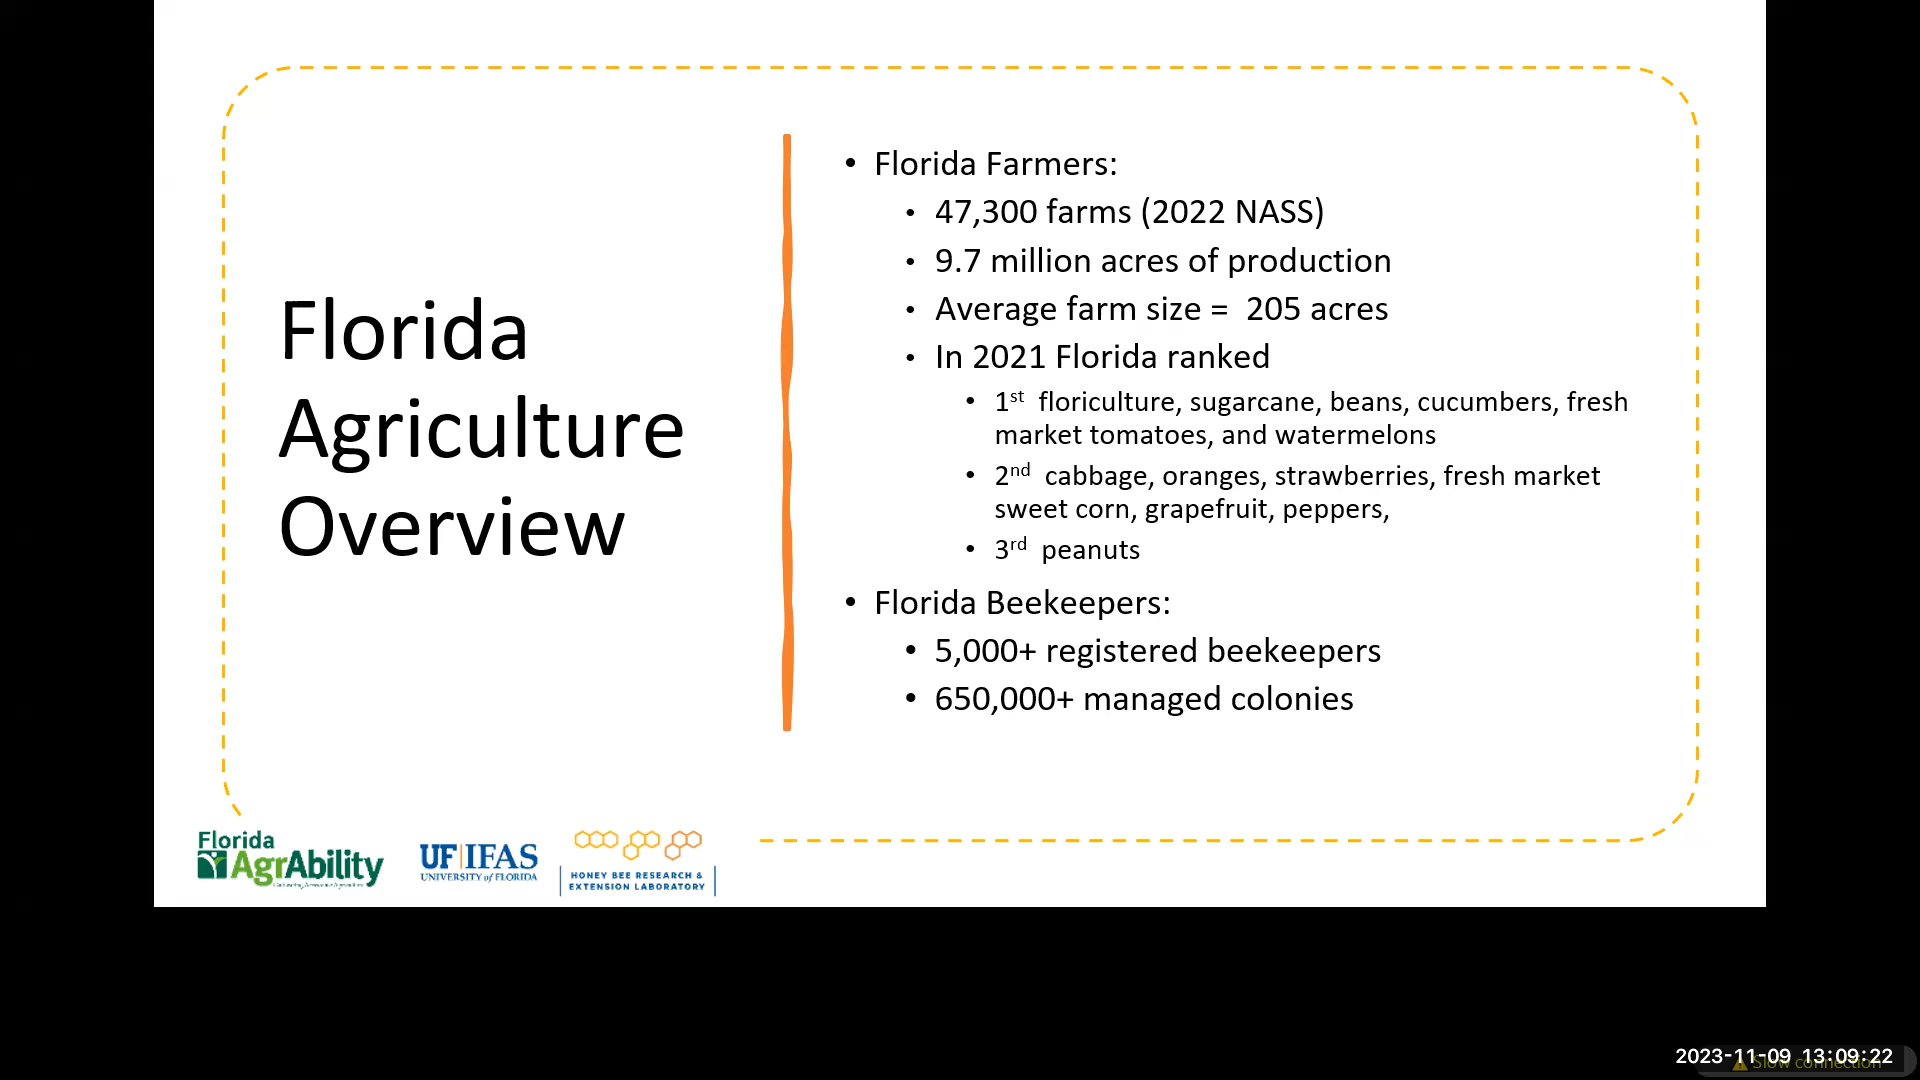 Florida
Agriculture
Overview
• Florida Farmers:
• 47,300 farms (2022 NASS)
• 9.7 million acres of production
• Average farm size = 205 acres
• In 2021 Florida ranked
• 1st floriculture, sugarcane, beans, cucumbers, fresh
market tomatoes, and watermelons
• 2nd cabbage, oranges, strawberries, fresh market
sweet corn, grapefruit, peppers,
• 3rd peanuts
• Florida Beekeepers:
• 5,000+ registered beekeepers
• 650,000+ managed colonies
Florida
AgrAbility
UF|IFAS
UNIVERSITY of FLORIDA
HONEY BEE RESEARCH &
EXTENSION LABORATORY
2023-11-09 13:09:22
Slow connection